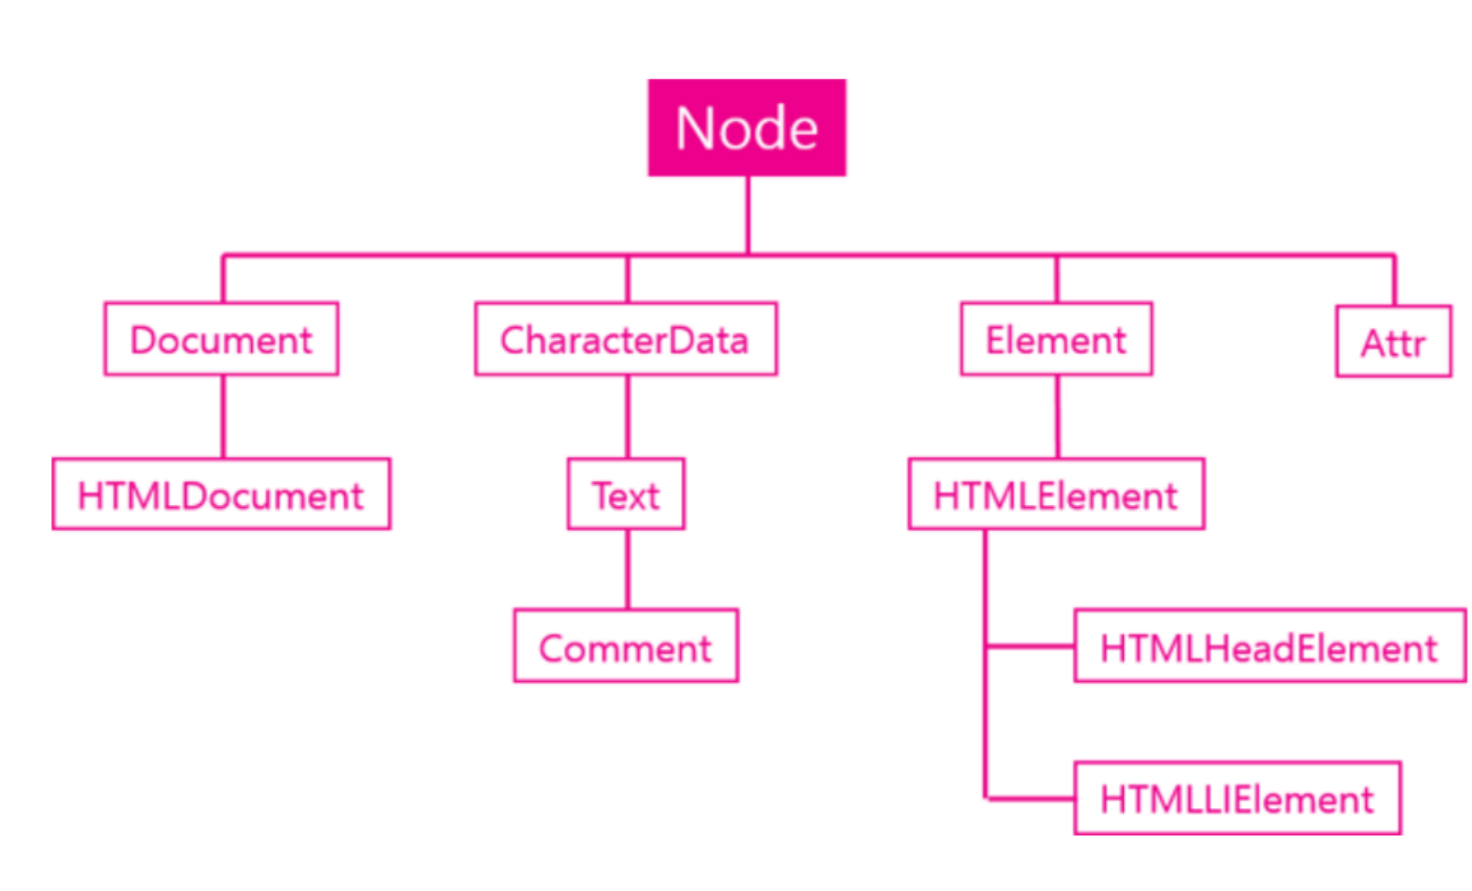 Node
Document
CharacterData
Element
Attr
HTMLDocument
Text
HTMLElement
Comment
HTMLHeadElement
HTMLLIElement